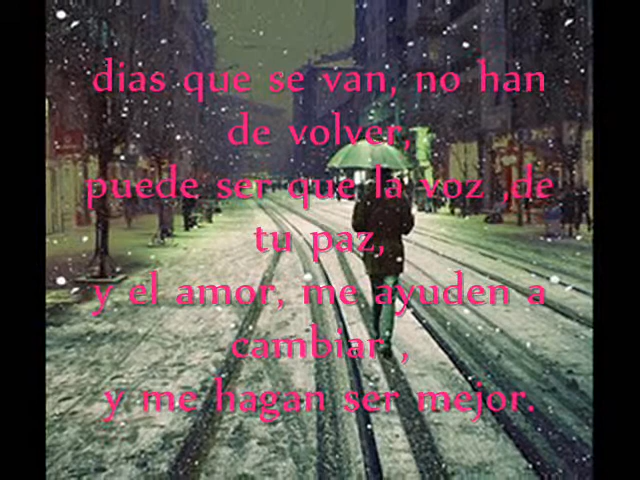 dias que se van, no han
de volver,
puede ser que la voz ,de
tu paz,
y el amor, me ayuden a
cambiar ,
y me hagan ser mejor.